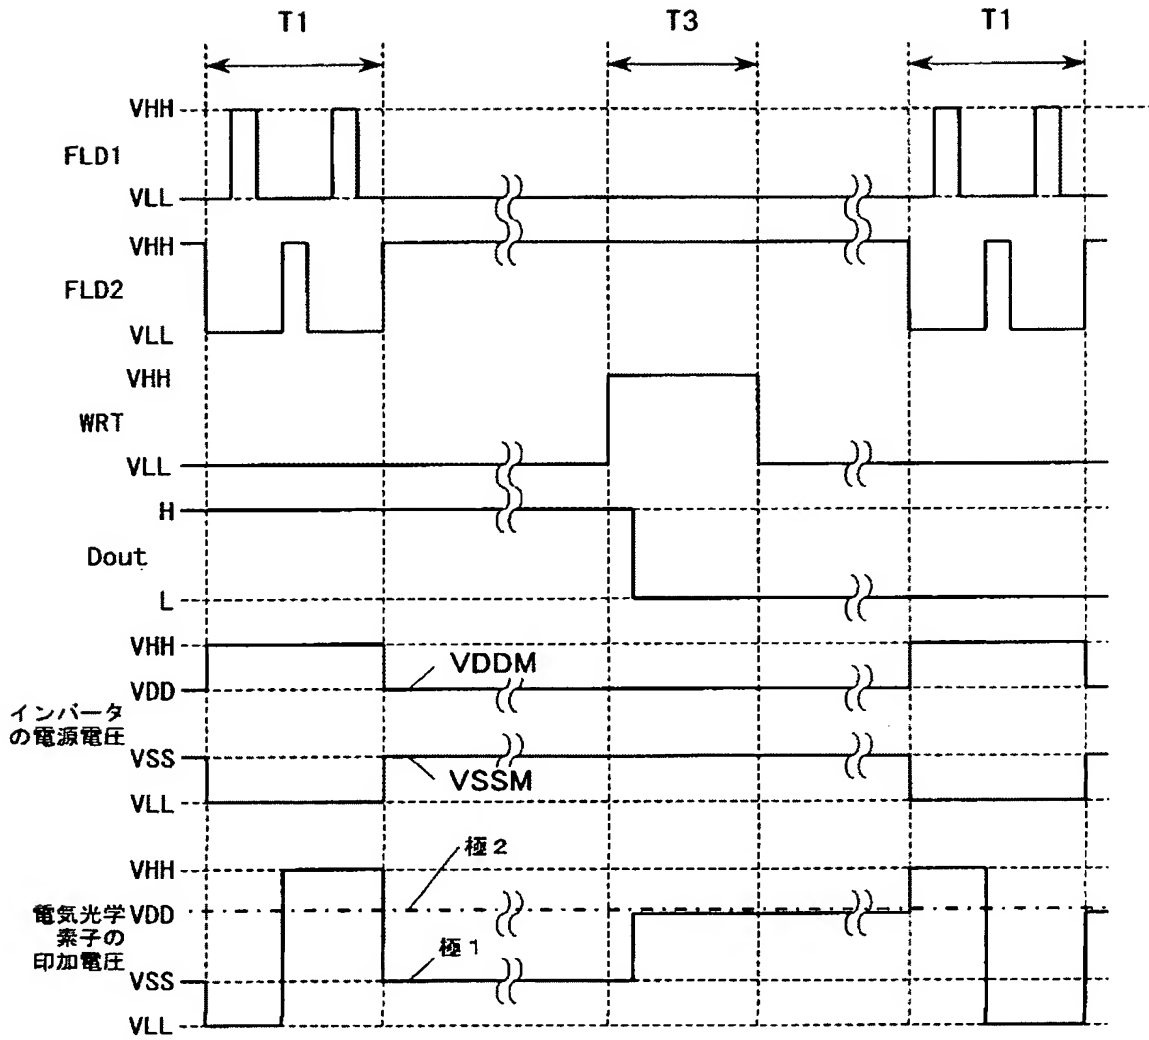 T1
T3
T1
VHH
FLD1
VLL
VHH
FLD2
VLL
VHH
WRT
VLL
H
Dout
L
VHH
VDDM
VDD
インバータ
の電源電圧
VSS
VSSM
VLL
極2
VHH
電気光学
素子の
印加電圧
VDD
極1
VSS
VLL